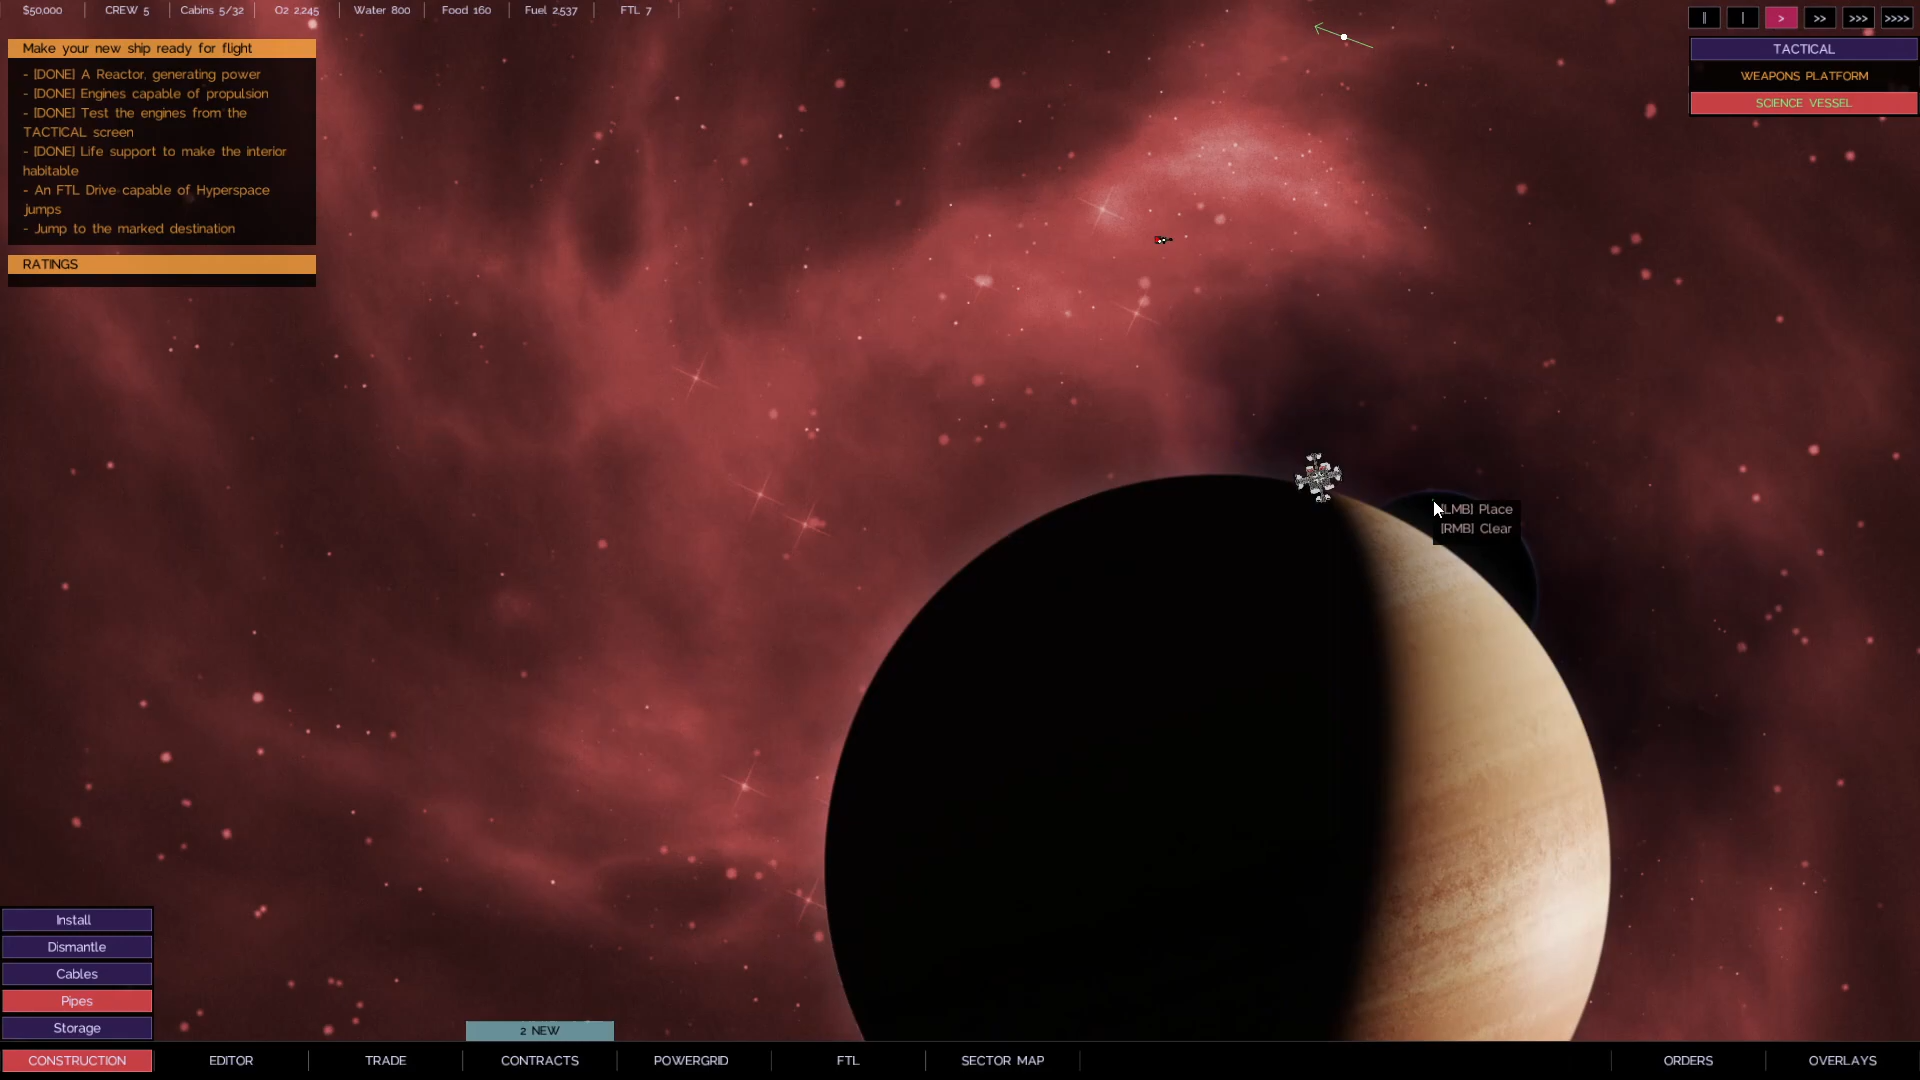 $50,000 CREW 5 Cabins 5/32 O2 2,245 Water 800 Food 160 Fuel 2,537 FTL 7
|| | > >> >>> >>>>
Make your new ship ready for flight
- [DONE] A Reactor, generating power
- [DONE] Engines capable of propulsion
- [DONE] Test the engines from the
TACTICAL screen
- [DONE] Life support to make the interior
habitable
- An FTL Drive capable of Hyperspace
jumps
- Jump to the marked destination
RATINGS
TACTICAL
WEAPONS PLATFORM
SCIENCE VESSEL
[LMB] Place
[RMB] Clear
Install
Dismantle
Cables
Pipes
Storage
2 NEW
CONSTRUCTION EDITOR TRADE CONTRACTS POWERGRID FTL SECTOR MAP ORDERS OVERLAYS